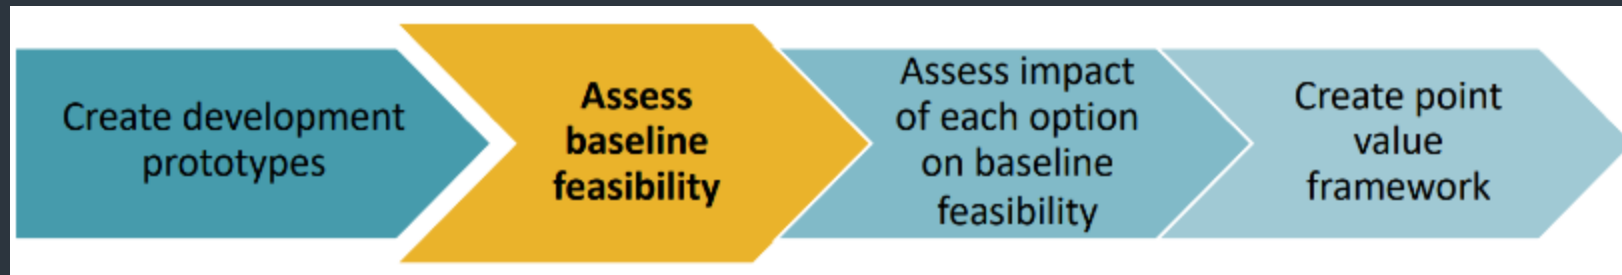 Create development
prototypes
Assess
baseline
feasibility
Assess impact
of each option
on baseline
feasibility
Create point
value
framework